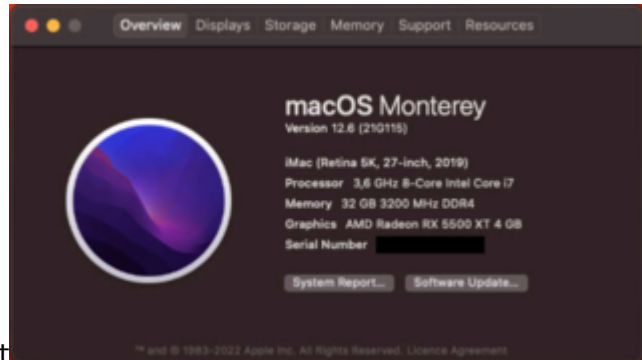 Overview Displays Storage Memory Support Resources
macOS Monterey
Version 12.6 (21G115)
iMac (Retina 5K, 27-inch, 2019)
Processor 3,6 GHz 8-Core Intel Core i7
Memory 32 GB 3200 MHz DDR4
Graphics AMD Radeon RX 5500 XT 4 GB
Serial Number
System Report... Software Update...
™ and © 1983-2022 Apple Inc. All Rights Reserved. Licence Agreement
t